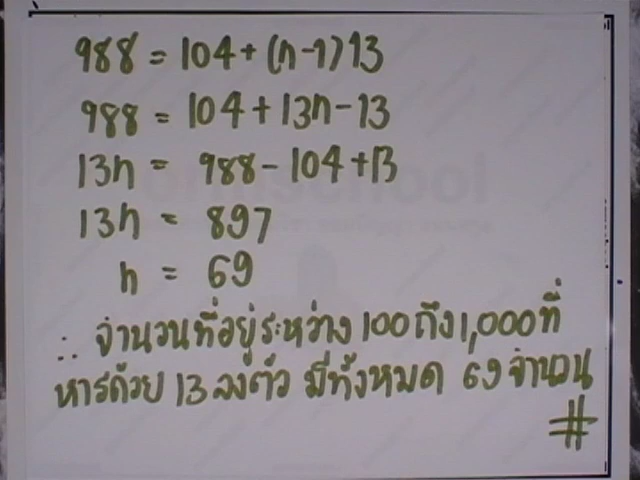 988 = 104 + (n - 1) 13
988 = 104 + 13n - 13
13n = 988 - 104 + 13
13n = 897
n = 69
∴ จำนวนที่อยู่ระหว่าง 100 ถึง 1,000 ที่
หารด้วย 13 ลงตัว มีทั้งหมด 69 จำนวน
#